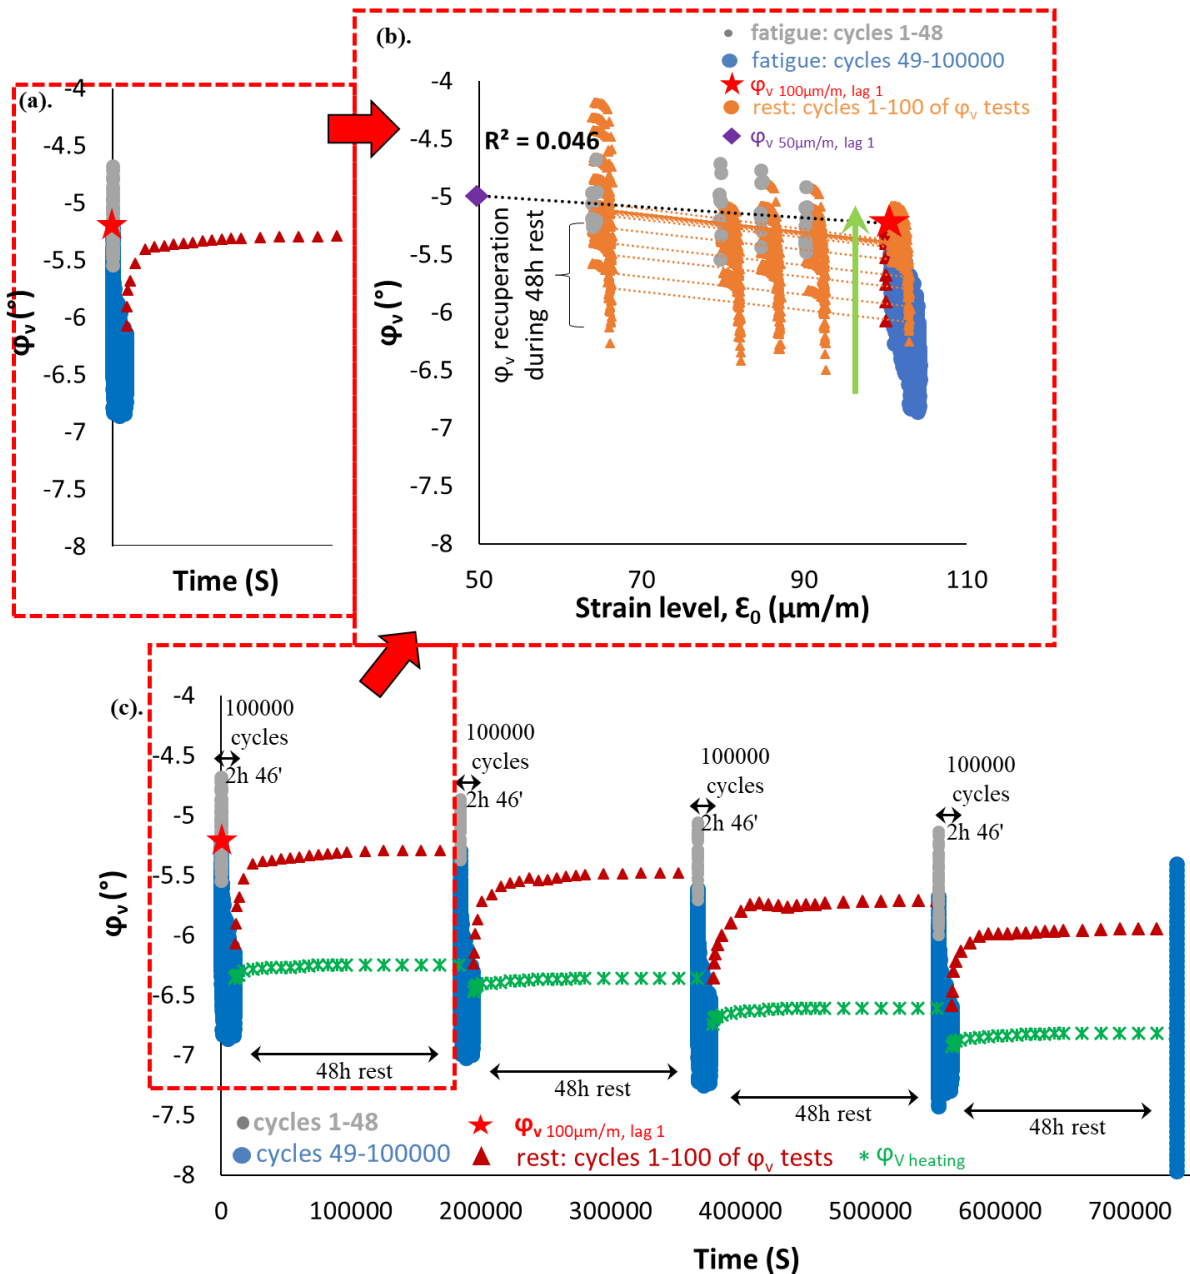 (a).
-4
-4.5
-5
-5.5
-6
-6.5
-7
-7.5
-8
φv (°)
Time (S)
(b).
fatigue: cycles 1-48
fatigue: cycles 49-100000
φv 100µm/m, lag 1
rest: cycles 1-100 of φv tests
φv 50µm/m, lag 1
R² = 0.046
-4
-4.5
-5
-5.5
-6
-6.5
-7
-7.5
-8
φv (°)
φv recuperation
during 48h rest
50
70
90
110
Strain level, Ɛ0 (µm/m)
(c).
-4
-4.5
-5
-5.5
-6
-6.5
-7
-7.5
-8
φv (°)
100000
cycles
2h 46'
100000
cycles
2h 46'
100000
cycles
2h 46'
100000
cycles
2h 46'
48h rest
48h rest
48h rest
48h rest
cycles 1-48
φv 100µm/m, lag 1
cycles 49-100000
rest: cycles 1-100 of φv tests
φV heating
0
100000
200000
300000
400000
500000
600000
700000
Time (S)